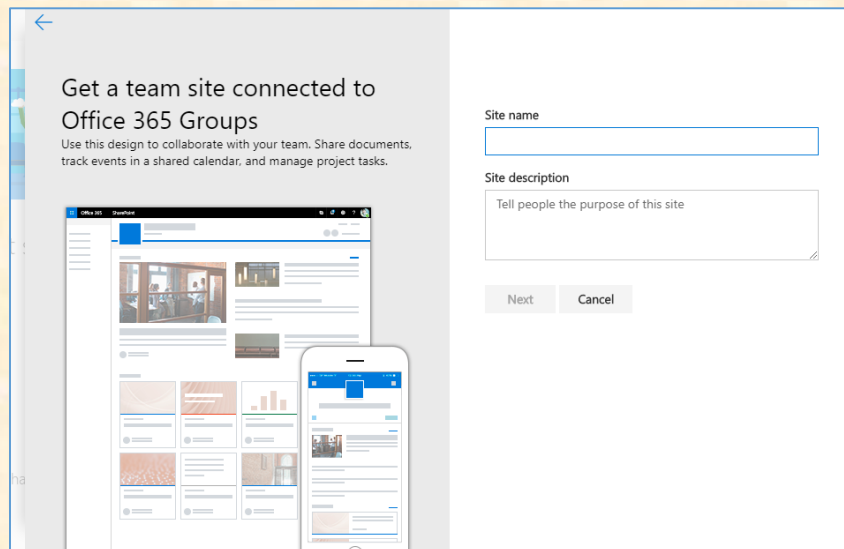 Get a team site connected to
Office 365 Groups
Use this design to collaborate with your team. Share documents,
track events in a shared calendar, and manage project tasks.
Office 365 SharePoint
Site name
Site description
Tell people the purpose of this site
Next Cancel